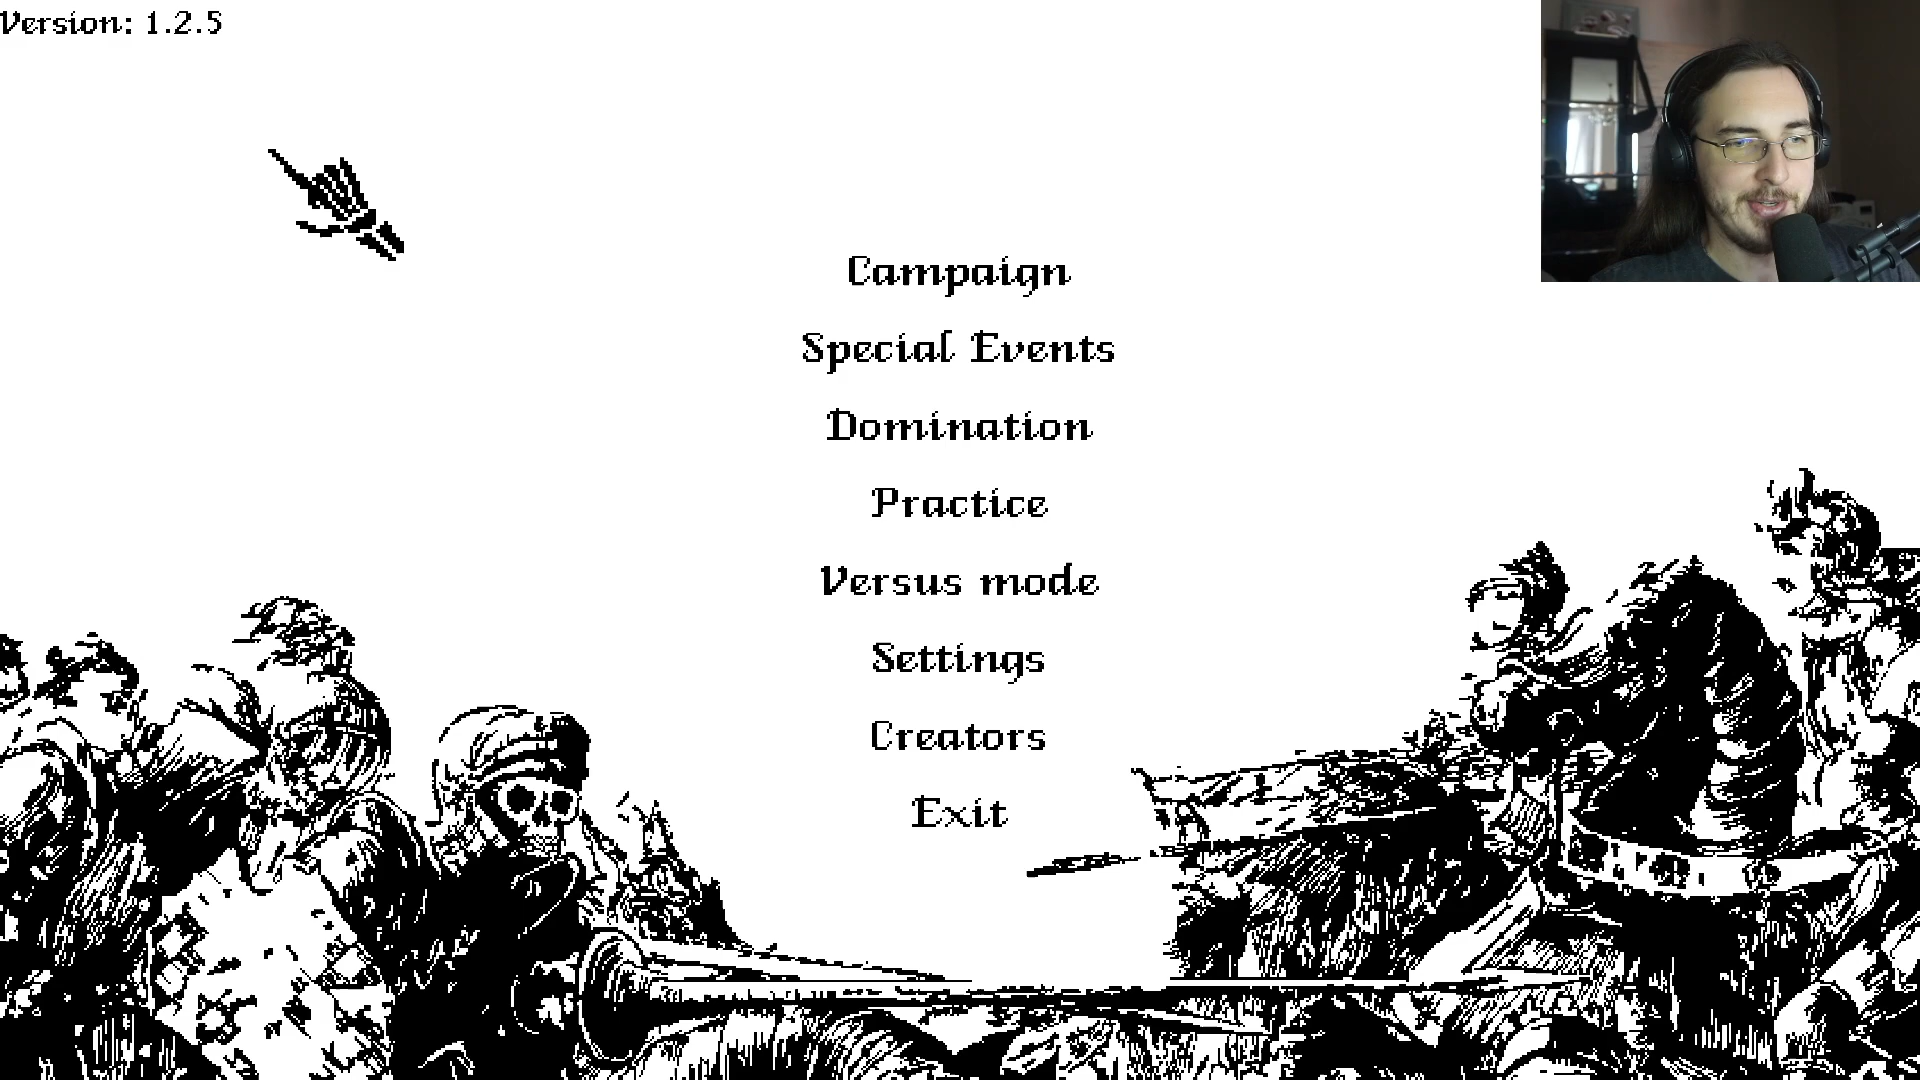 Version: 1.2.5
Campaign
Special Events
Domination
Practice
Versus mode
Settings
Creators
Exit